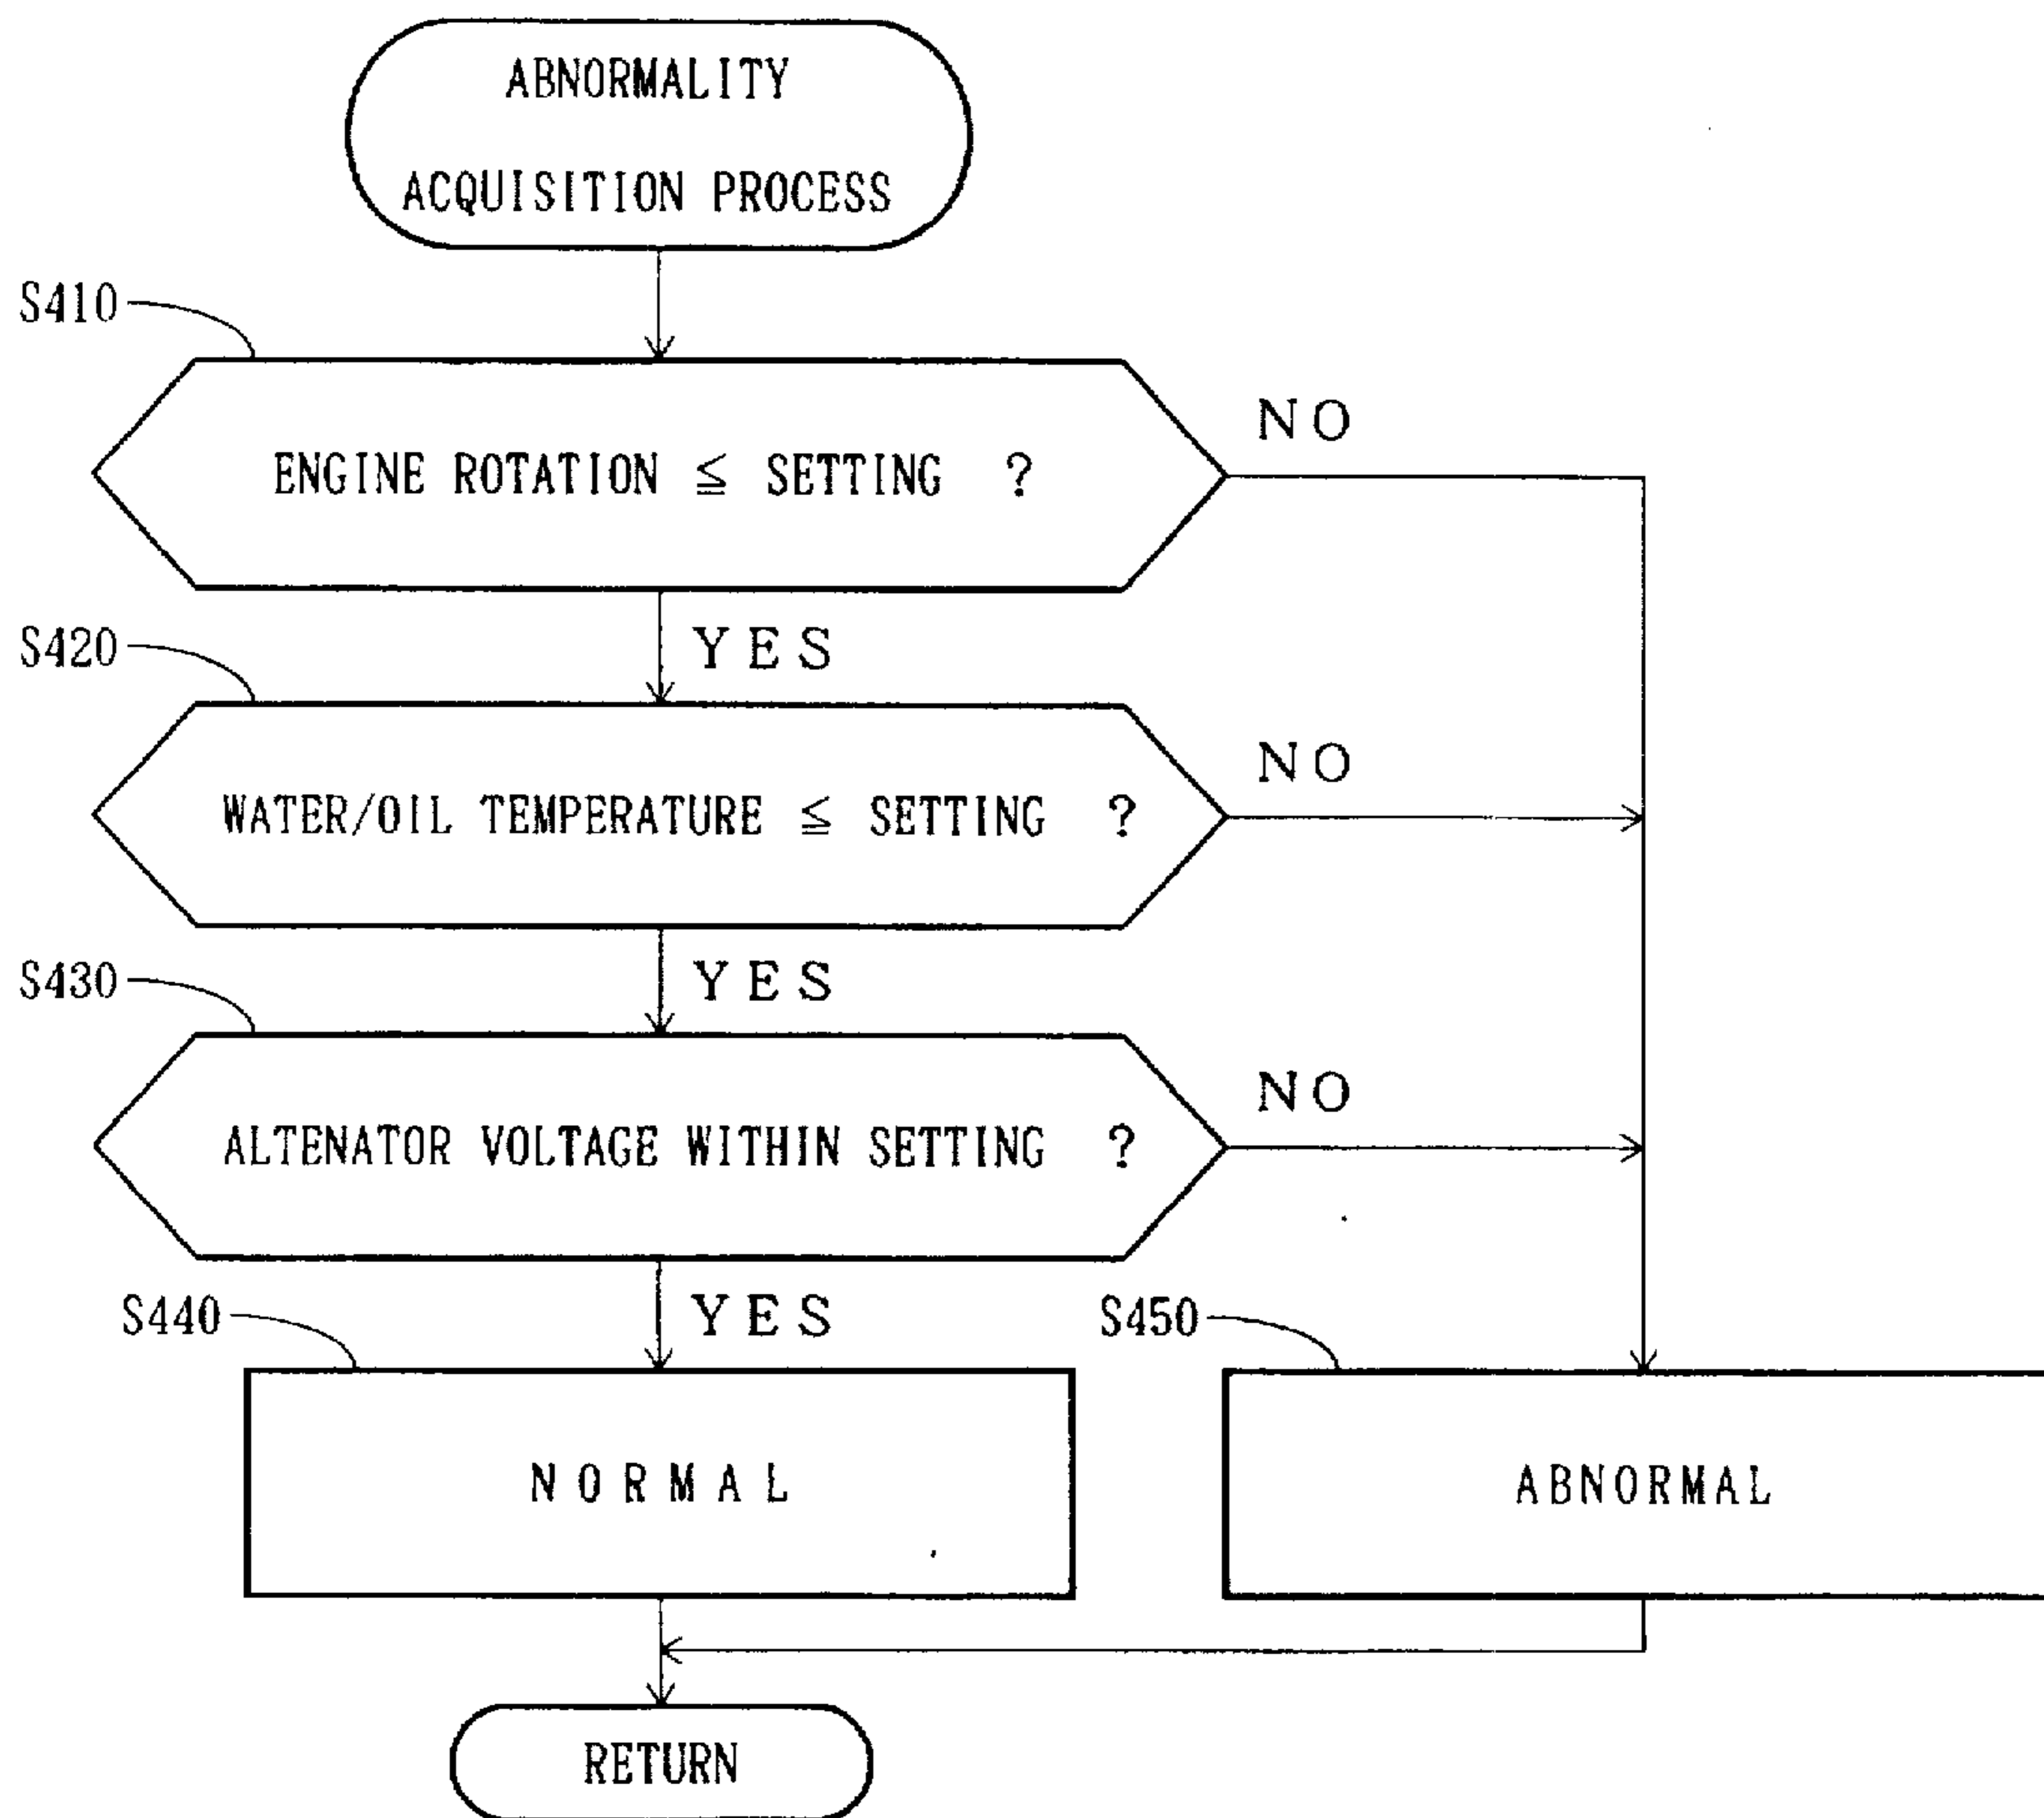 ABNORMALITY
ACQUISITION PROCESS
S410
ENGINE ROTATION ≦ SETTING ?
NO
YES
S420
WATER/OIL TEMPERATURE ≦ SETTING ?
NO
YES
S430
ALTENATOR VOLTAGE WITHIN SETTING ?
NO
YES
S440
NORMAL
S450
ABNORMAL
RETURN